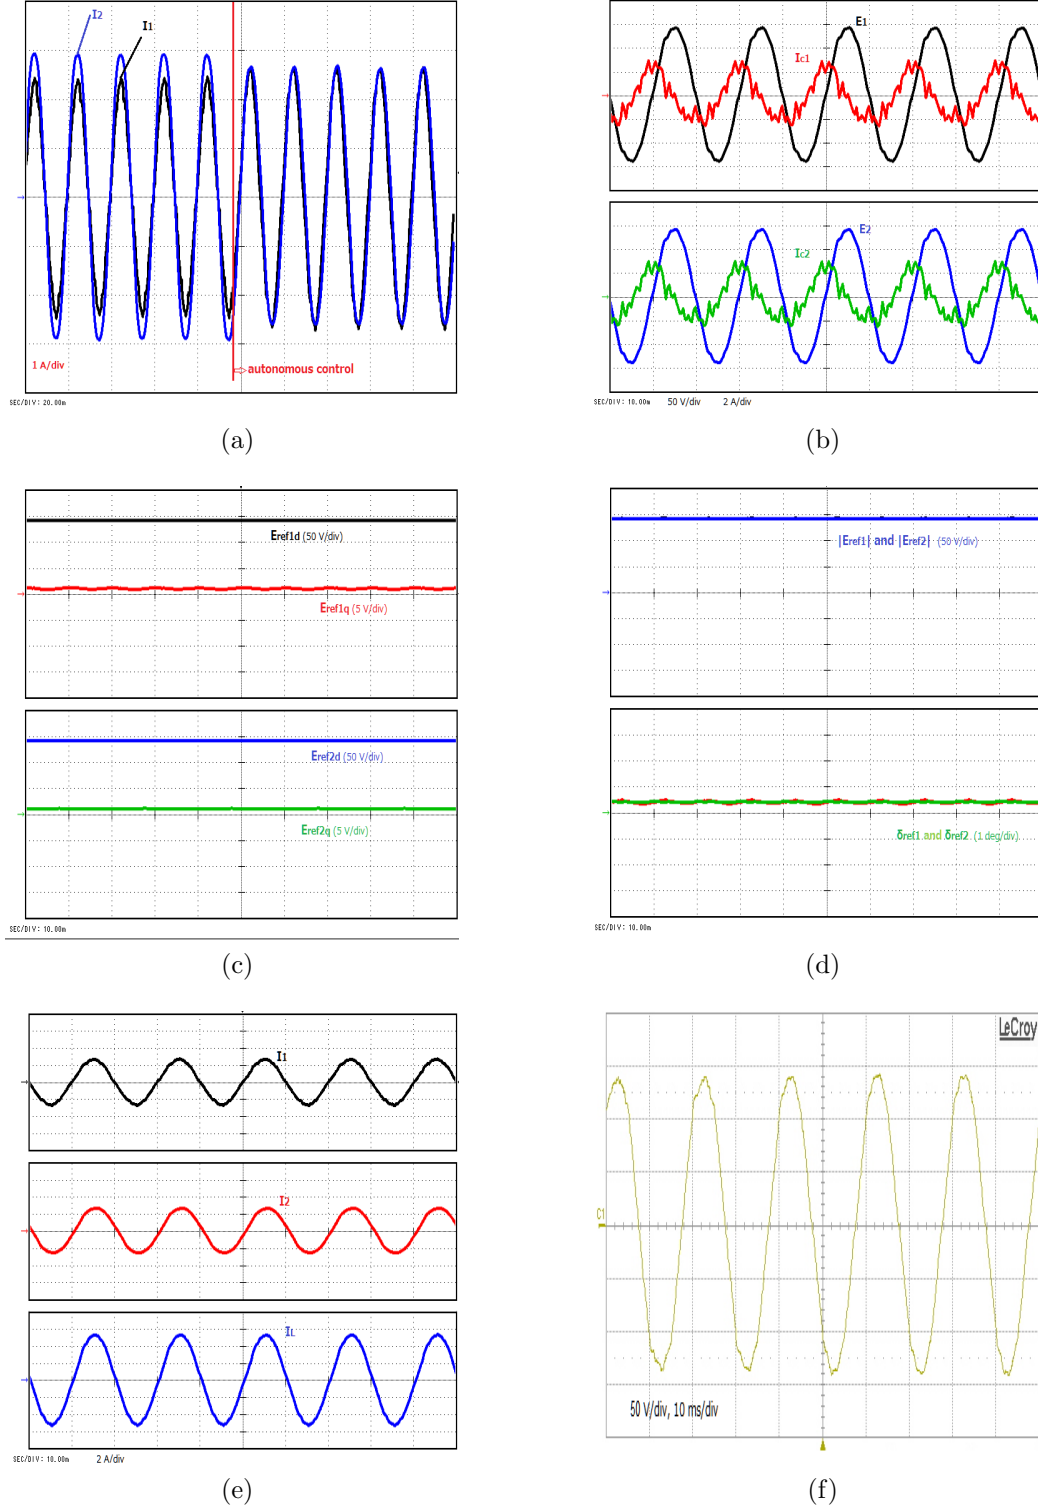 I2
I1
1 A/div
autonomous control
SEC/DIV: 20.00m
(a)
E1
Ic1
E2
Ic2
SEC/DIV: 10.00m 50 V/div 2 A/div
(b)
Eref1d (50 V/div)
Eref1q (5 V/div)
Eref2d (50 V/div)
Eref2q (5 V/div)
SEC/DIV: 10.00m
(c)
|Eref1| and |Eref2| (50 V/div)
δref1 and δref2 (1 deg/div)
SEC/DIV: 10.00m
(d)
I1
I2
IL
SEC/DIV: 10.00m 2 A/div
(e)
LeCroy
C1
50 V/div, 10 ms/div
(f)